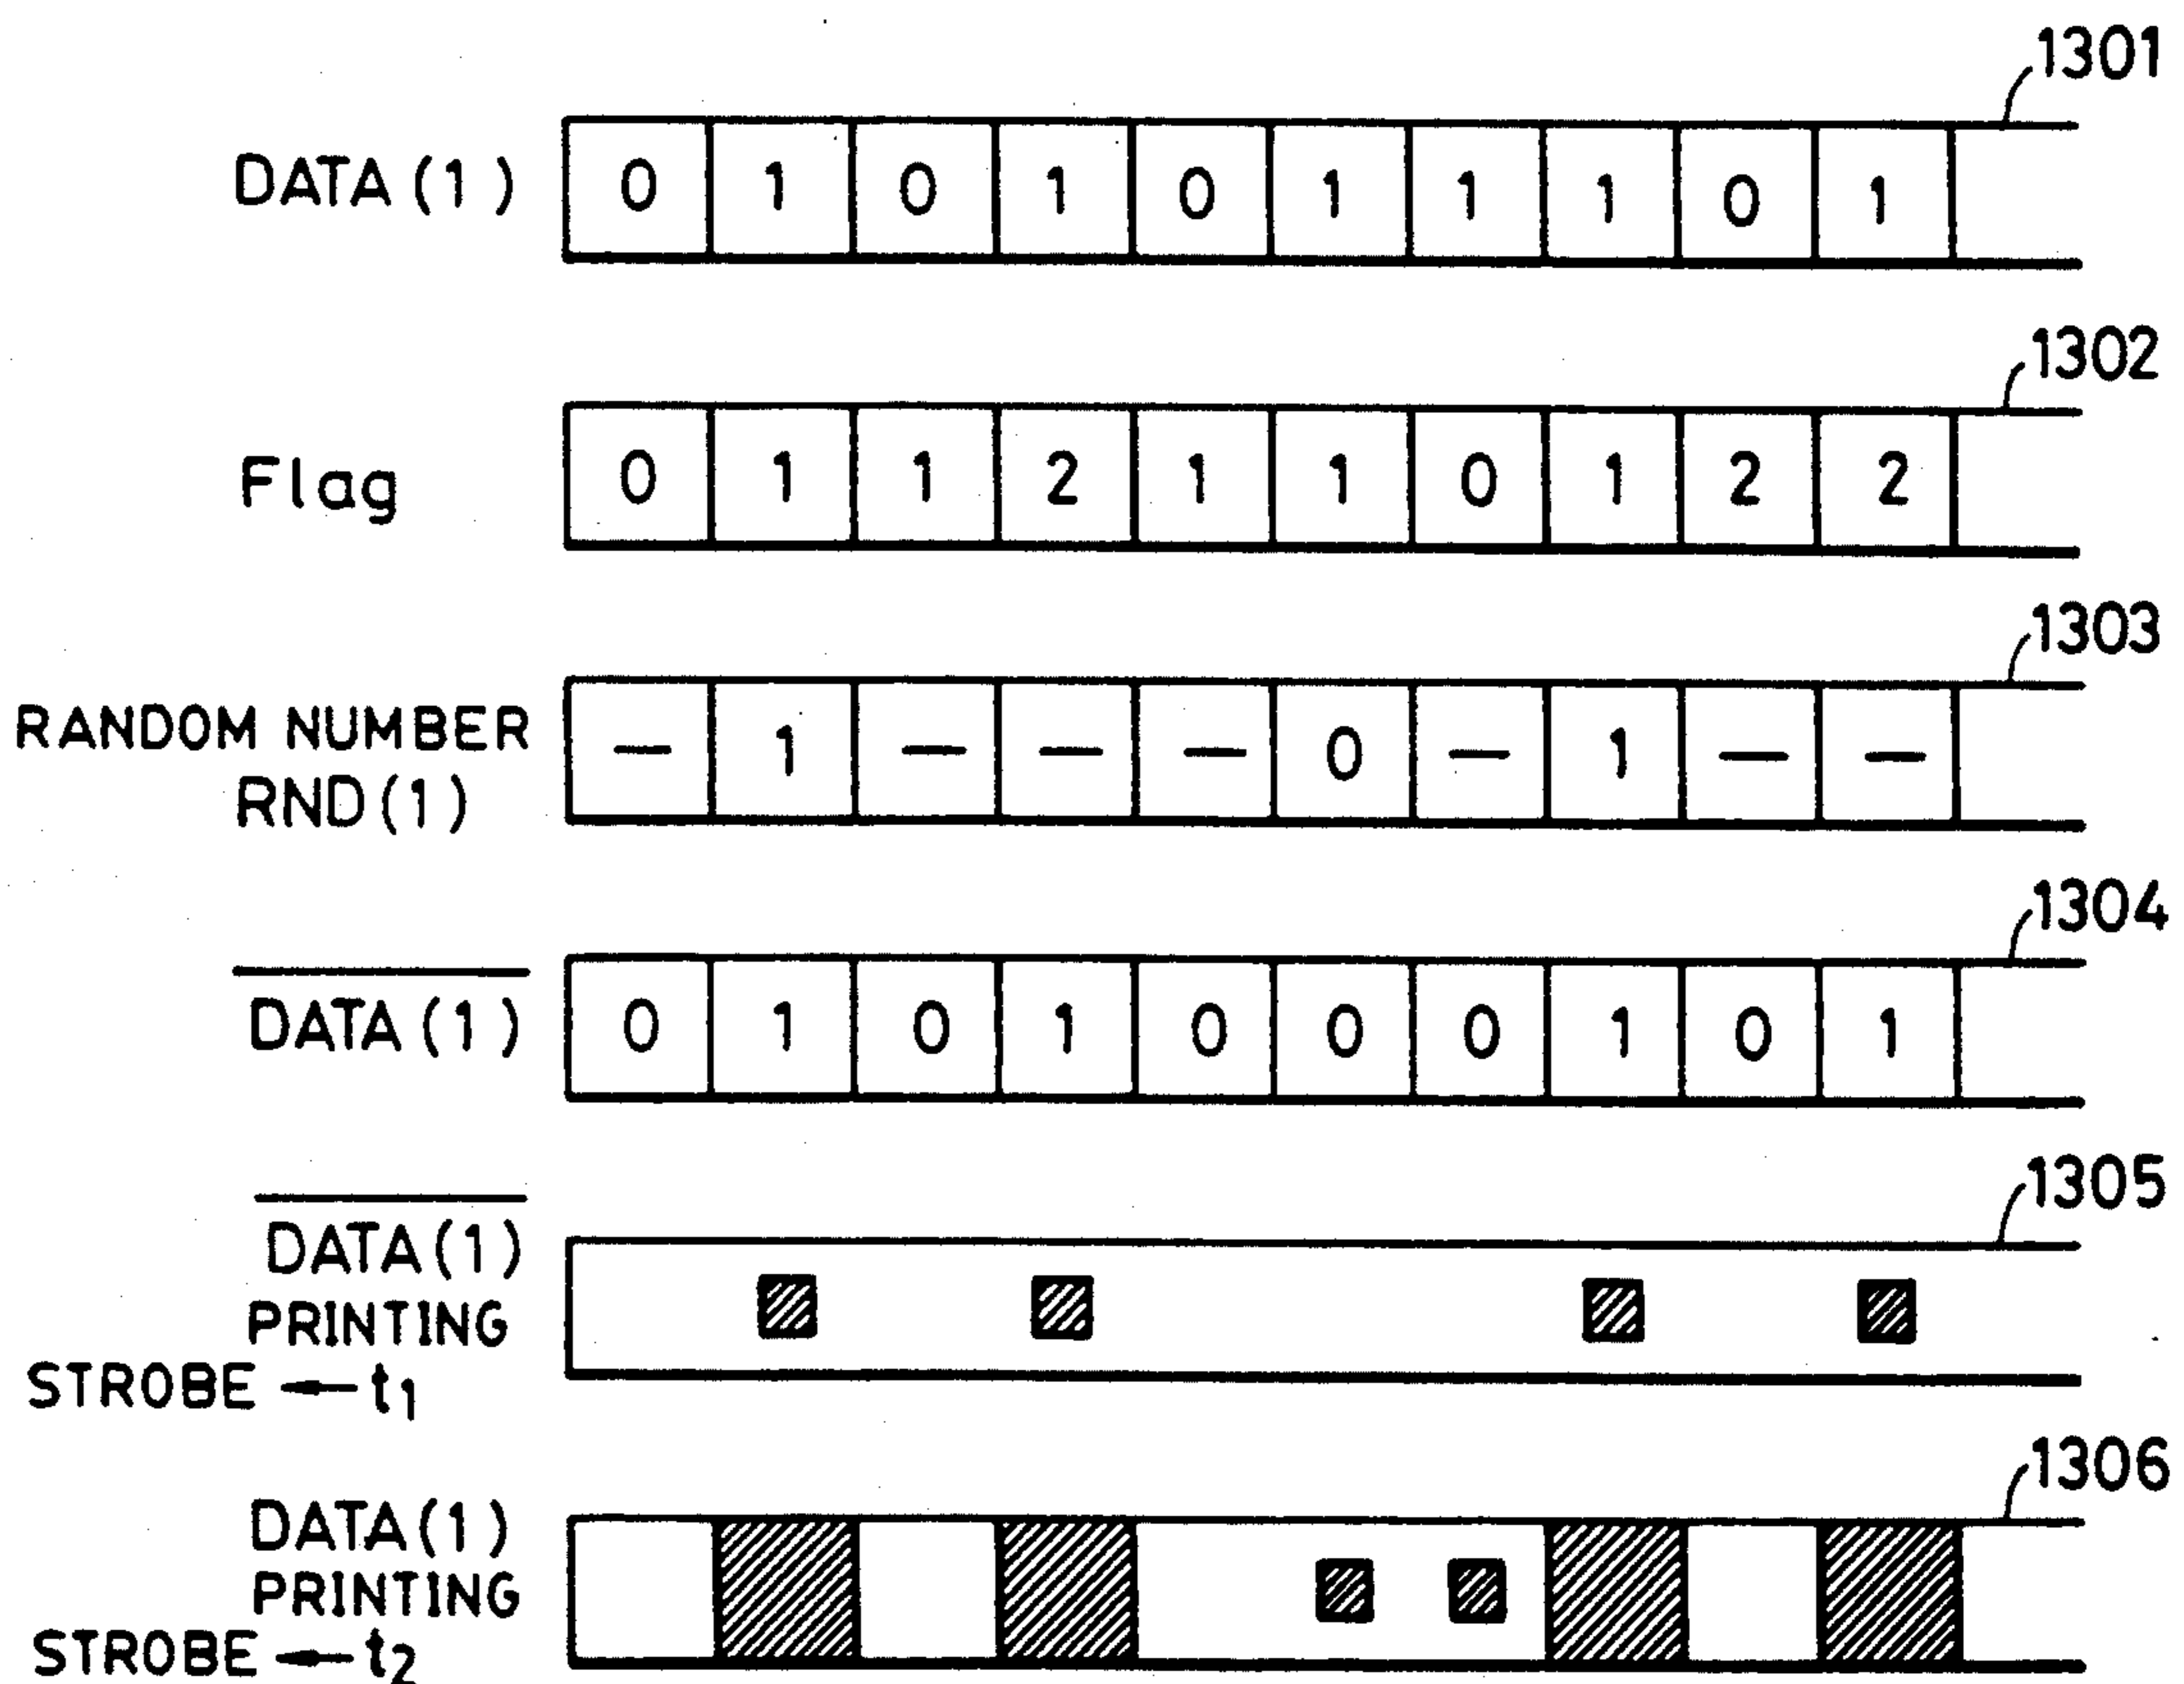 1301
DATA(1) 0 1 0 1 0 1 1 1 0 1
1302
Flag 0 1 1 2 1 1 0 1 2 2
1303
RANDOM NUMBER
RND(1) — 1 — — — 0 — 1 — —
1304
DATA(1) 0 1 0 1 0 0 0 1 0 1
1305
DATA(1)
PRINTING
STROBE ← t1
1306
DATA(1)
PRINTING
STROBE ← t2